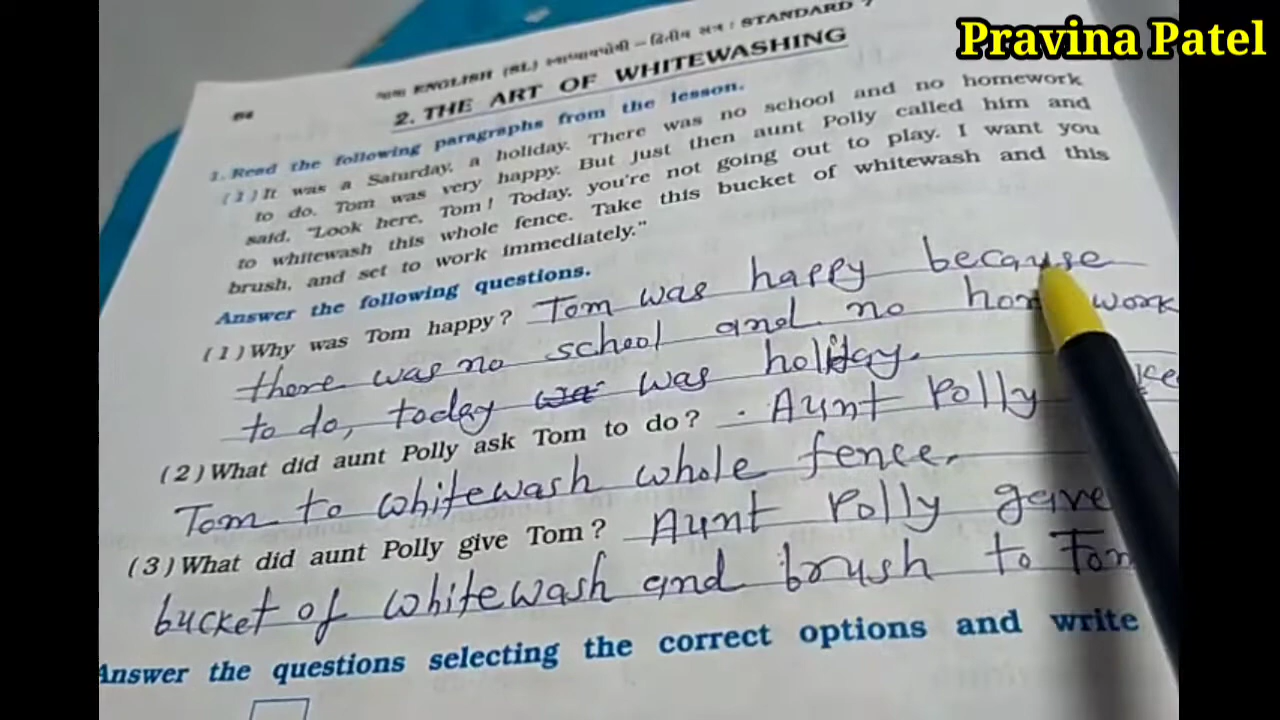 Pravina Patel
ENGLISH (SL) સ્વાધ્યાયપોથી – દ્વિતીય સત્ર : STANDARD 7
2. THE ART OF WHITEWASHING
1. Read the following paragraphs from the lesson.
(1) It was a Saturday, a holiday. There was no school and no homework
to do. Tom was very happy. But just then aunt Polly called him and
said, "Look here, Tom! Today, you're not going out to play. I want you
to whitewash this whole fence. Take this bucket of whitewash and this
brush, and set to work immediately."
Answer the following questions.
(1) Why was Tom happy? Tom was happy because
there was no school and no work
to do, today was holiday.
(2) What did aunt Polly ask Tom to do? Aunt Polly
Tom to whitewash whole fence.
(3) What did aunt Polly give Tom? Aunt Polly gave
bucket of whitewash and brush to Tom
Answer the questions selecting the correct options and write